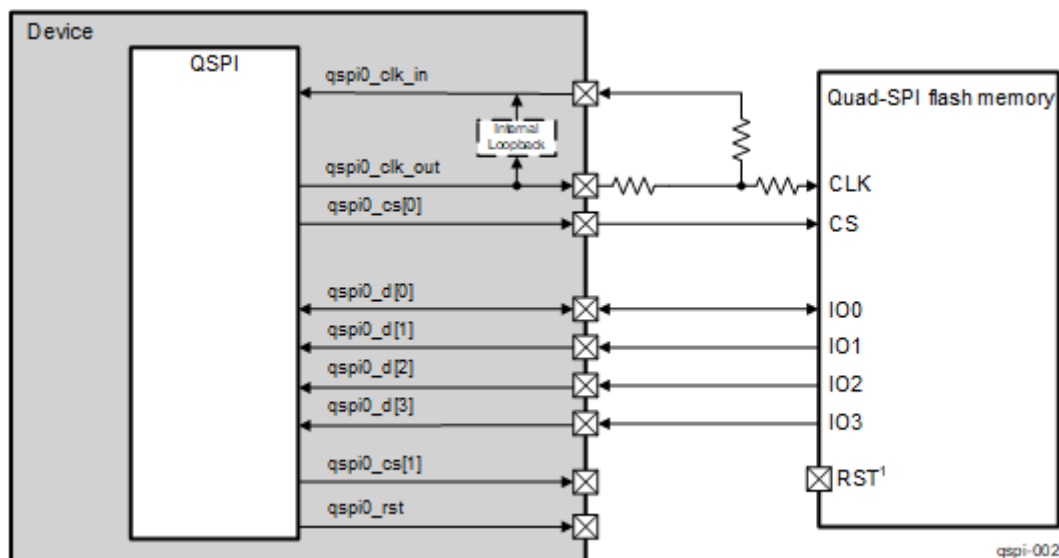 Device
QSPI
qspi0_clk_in
Internal
Loopback
qspi0_clk_out
qspi0_cs[0]
qspi0_d[0]
qspi0_d[1]
qspi0_d[2]
qspi0_d[3]
qspi0_cs[1]
qspi0_rst
Quad-SPI flash memory
CLK
CS
IO0
IO1
IO2
IO3
RST¹
qspi-002